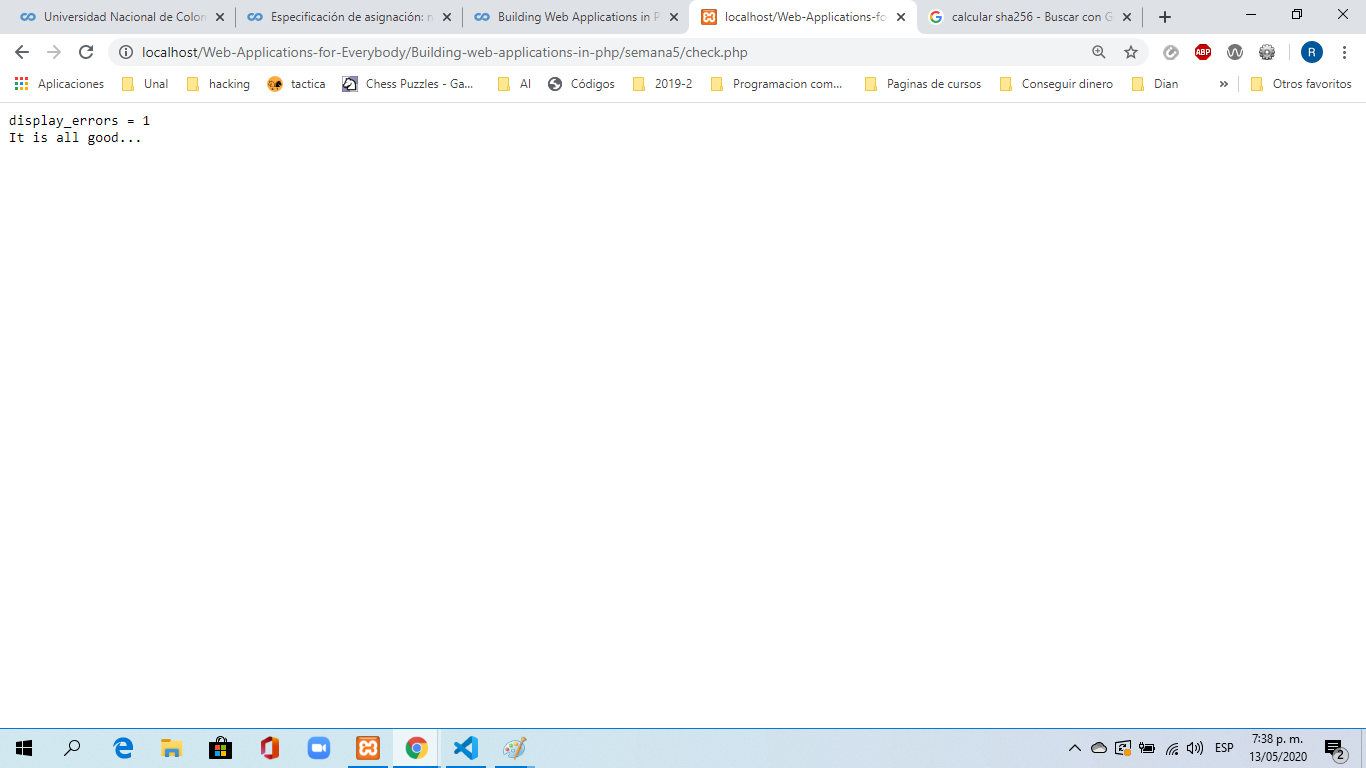 Universidad Nacional de Colon
Especificación de asignación: n
Building Web Applications in P
localhost/Web-Applications-fo
calcular sha256 - Buscar con G
localhost/Web-Applications-for-Everybody/Building-web-applications-in-php/semana5/check.php
ABP
R
Aplicaciones Unal hacking tactica Chess Puzzles - Ga... AI Códigos 2019-2 Programacion com... Paginas de cursos Conseguir dinero Dian » Otros favoritos
display_errors = 1
It is all good...
ESP
7:38 p. m.
13/05/2020
2